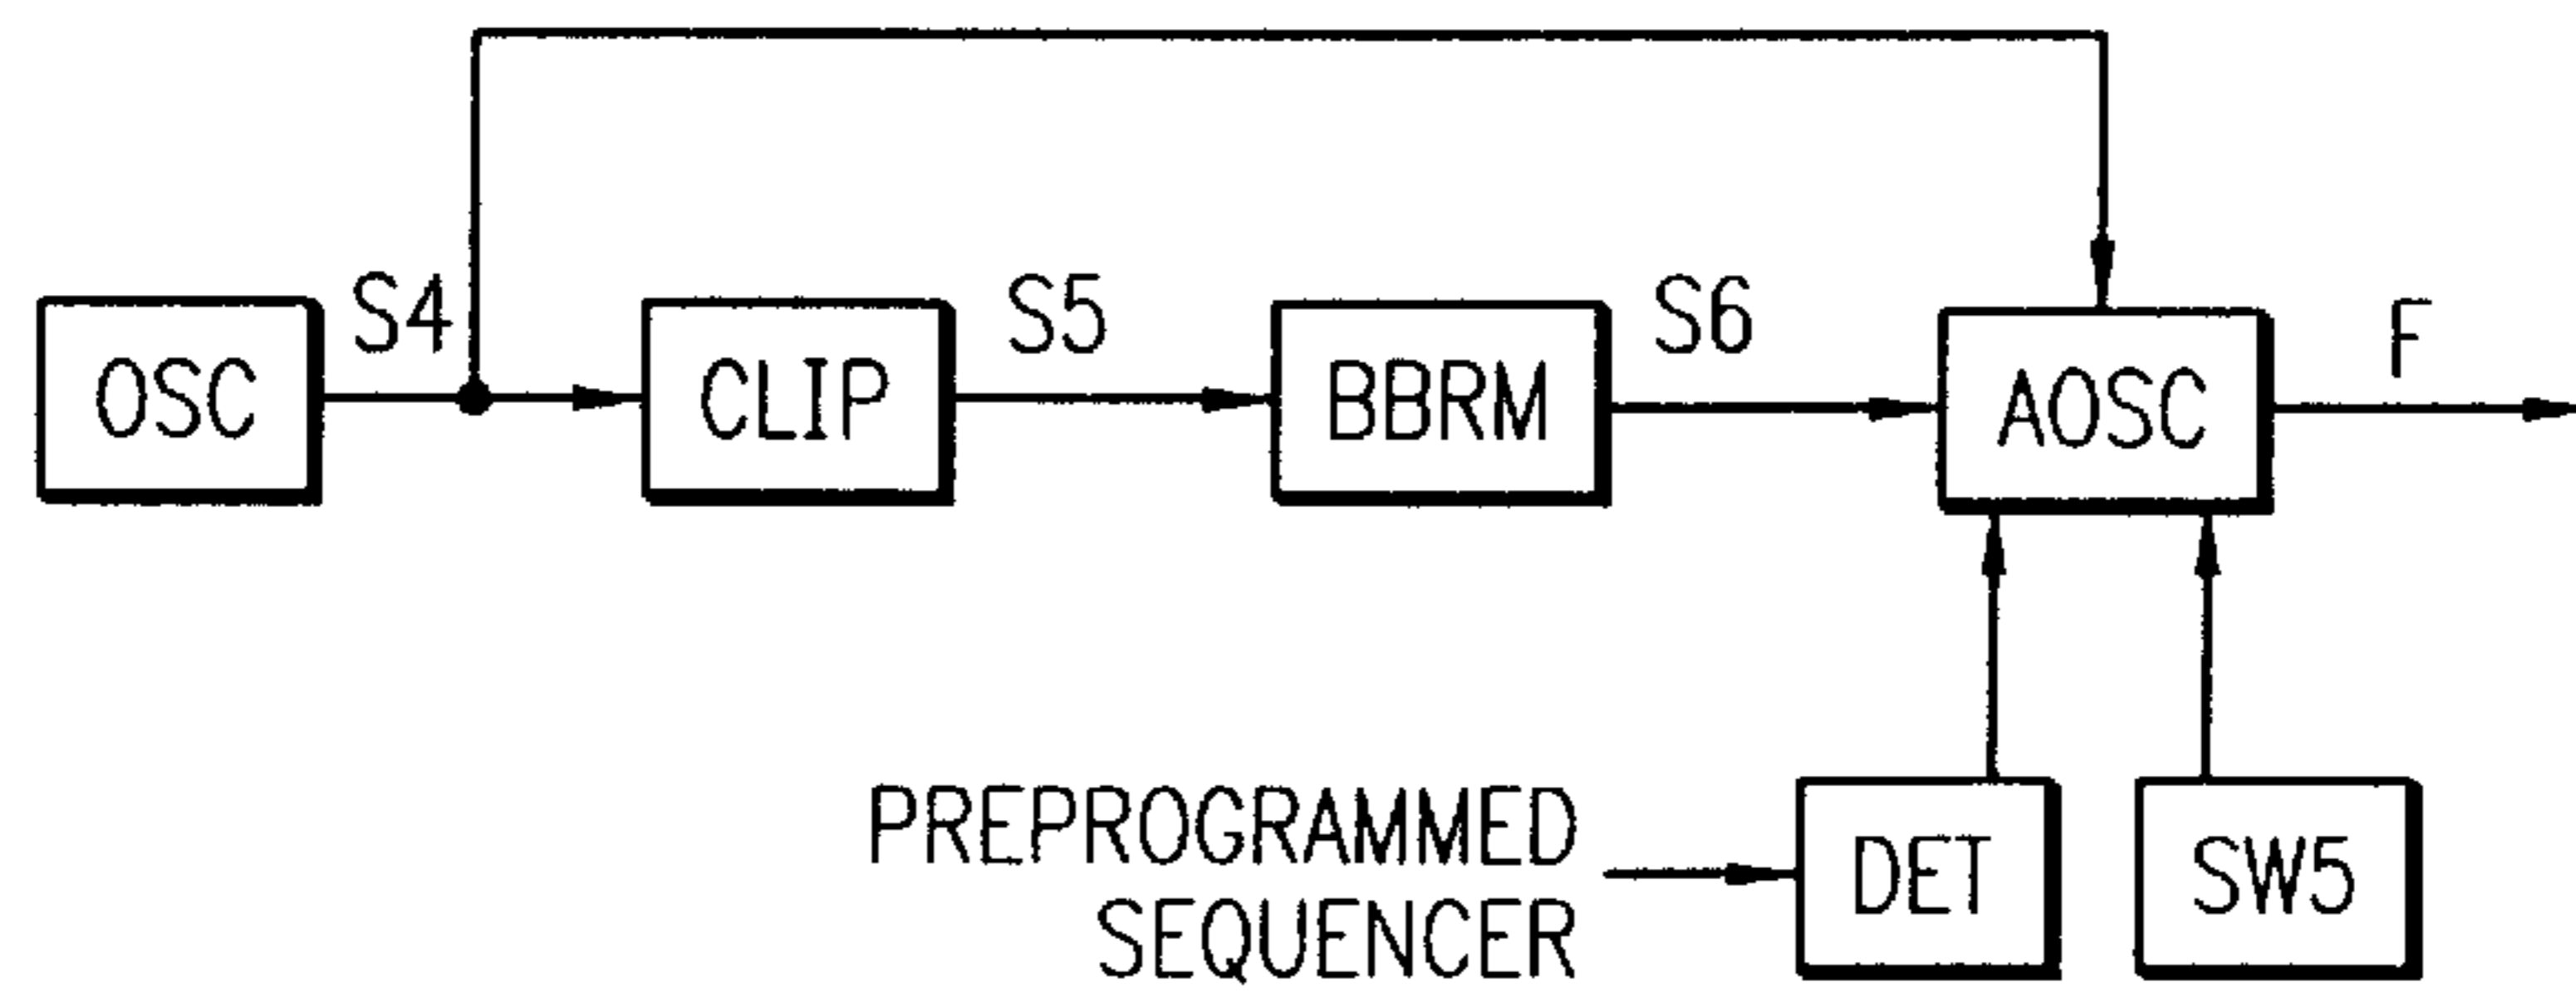 S4
S5
S6
F
OSC
CLIP
BBRM
AOSC
PREPROGRAMMED
SEQUENCER
DET
SW5